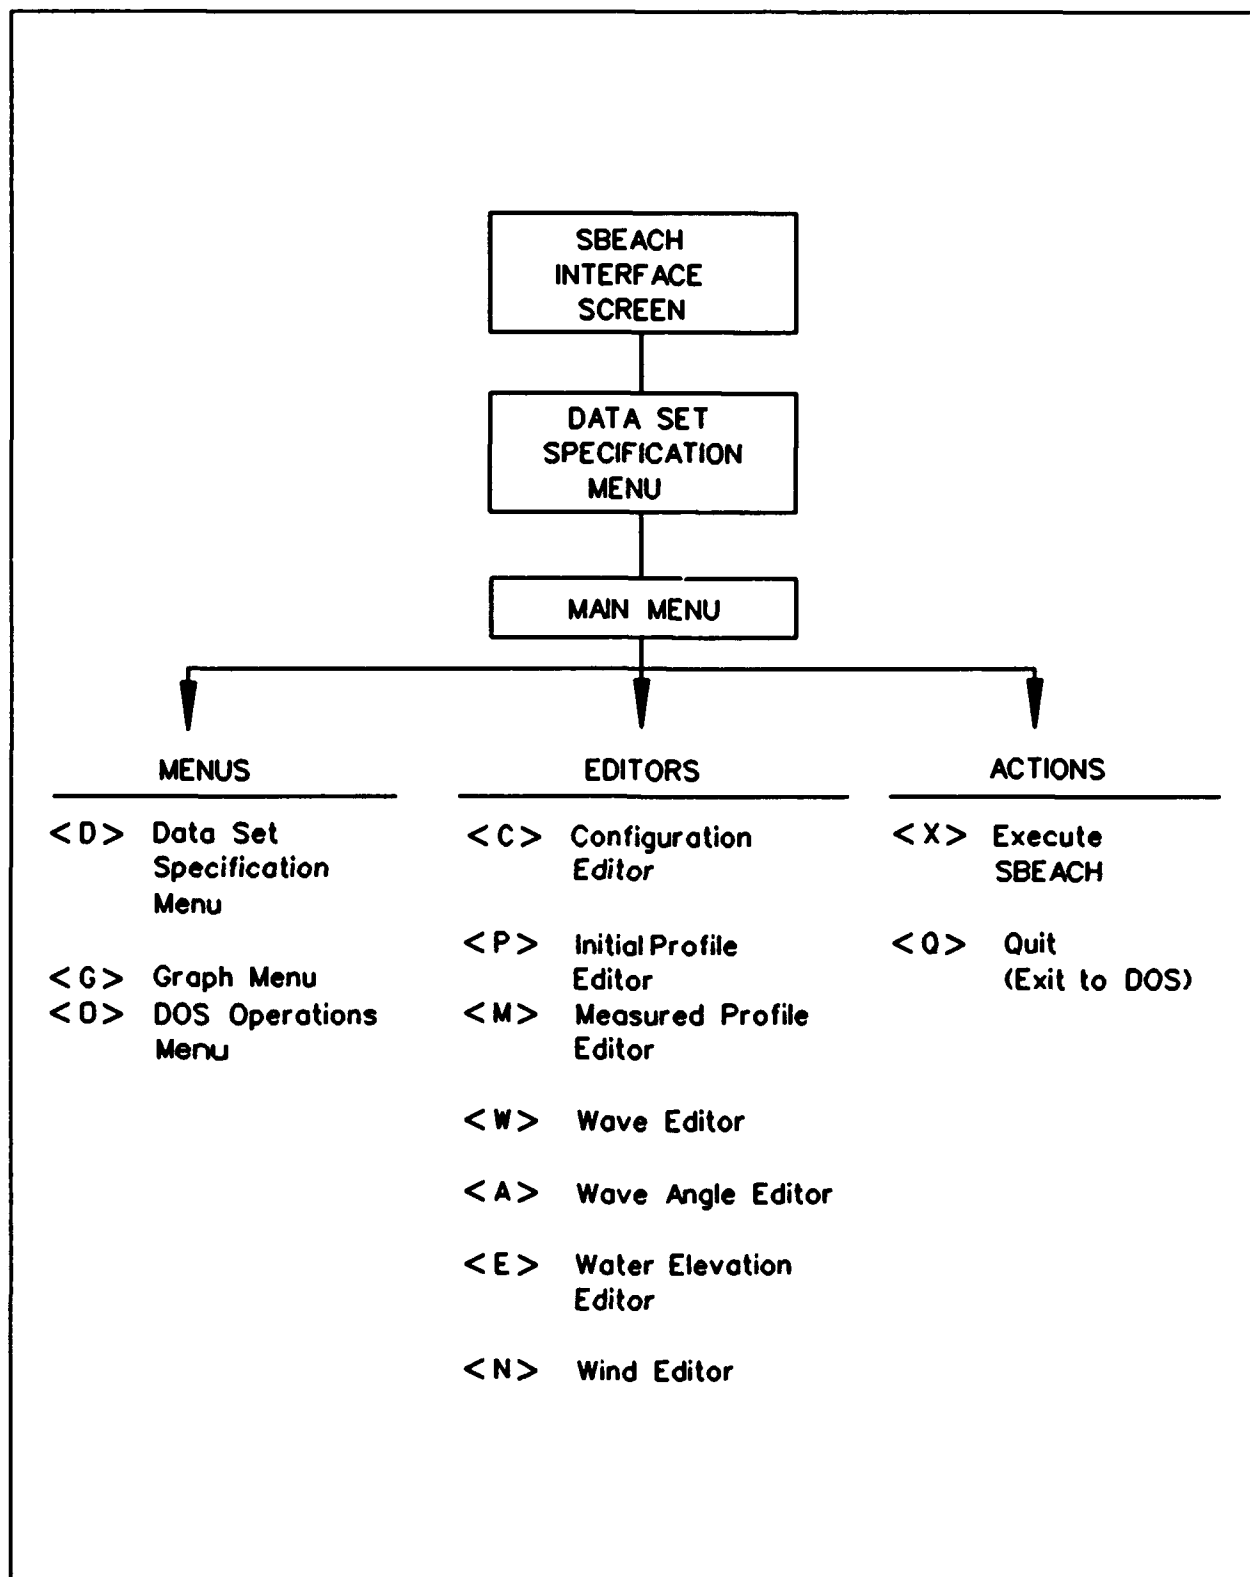 SBEACH
INTERFACE
SCREEN
DATA SET
SPECIFICATION
MENU
MAIN MENU
MENUS
<D> Data Set
Specification
Menu
<G> Graph Menu
<O> DOS Operations
Menu
EDITORS
<C> Configuration
Editor
<P> Initial Profile
Editor
<M> Measured Profile
Editor
<W> Wave Editor
<A> Wave Angle Editor
<E> Water Elevation
Editor
<N> Wind Editor
ACTIONS
<X> Execute
SBEACH
<Q> Quit
(Exit to DOS)